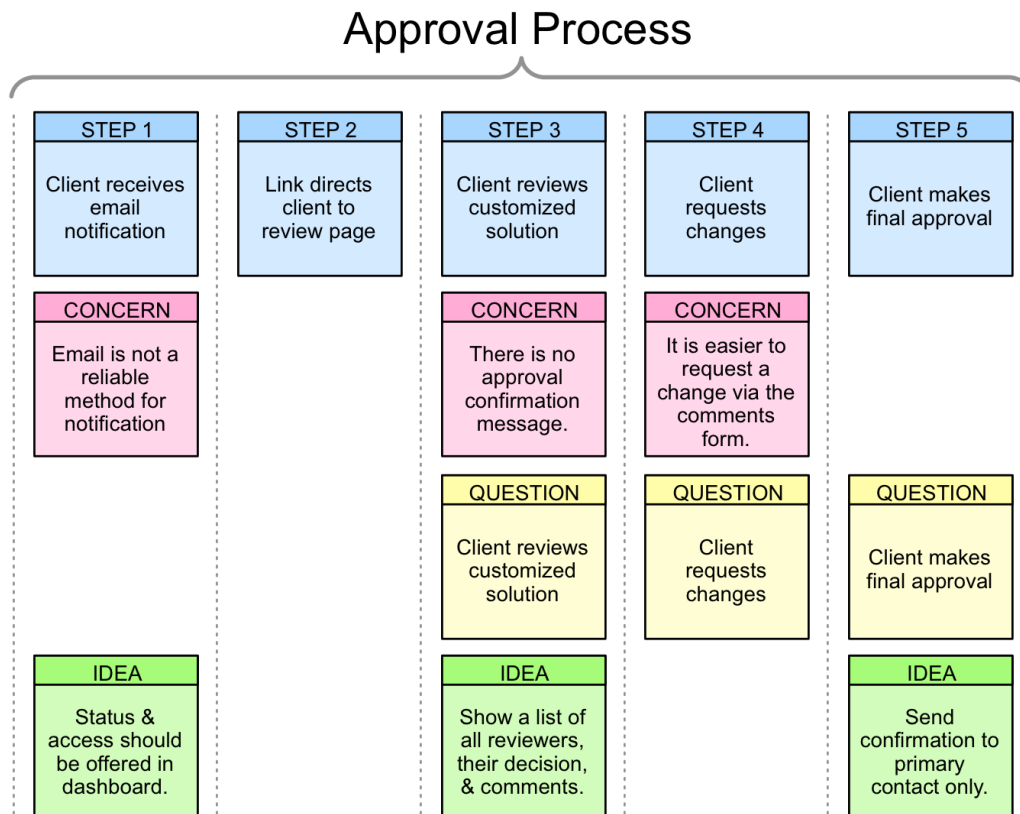 Approval Process
STEP 1
Client receives
email
notification
STEP 2
Link directs
client to
review page
STEP 3
Client reviews
customized
solution
STEP 4
Client
requests
changes
STEP 5
Client makes
final approval
CONCERN
Email is not a
reliable
method for
notification
CONCERN
There is no
approval
confirmation
message.
CONCERN
It is easier to
request a
change via the
comments
form.
QUESTION
Client reviews
customized
solution
QUESTION
Client
requests
changes
QUESTION
Client makes
final approval
IDEA
Status &
access should
be offered in
dashboard.
IDEA
Show a list of
all reviewers,
their decision,
& comments.
IDEA
Send
confirmation to
primary
contact only.